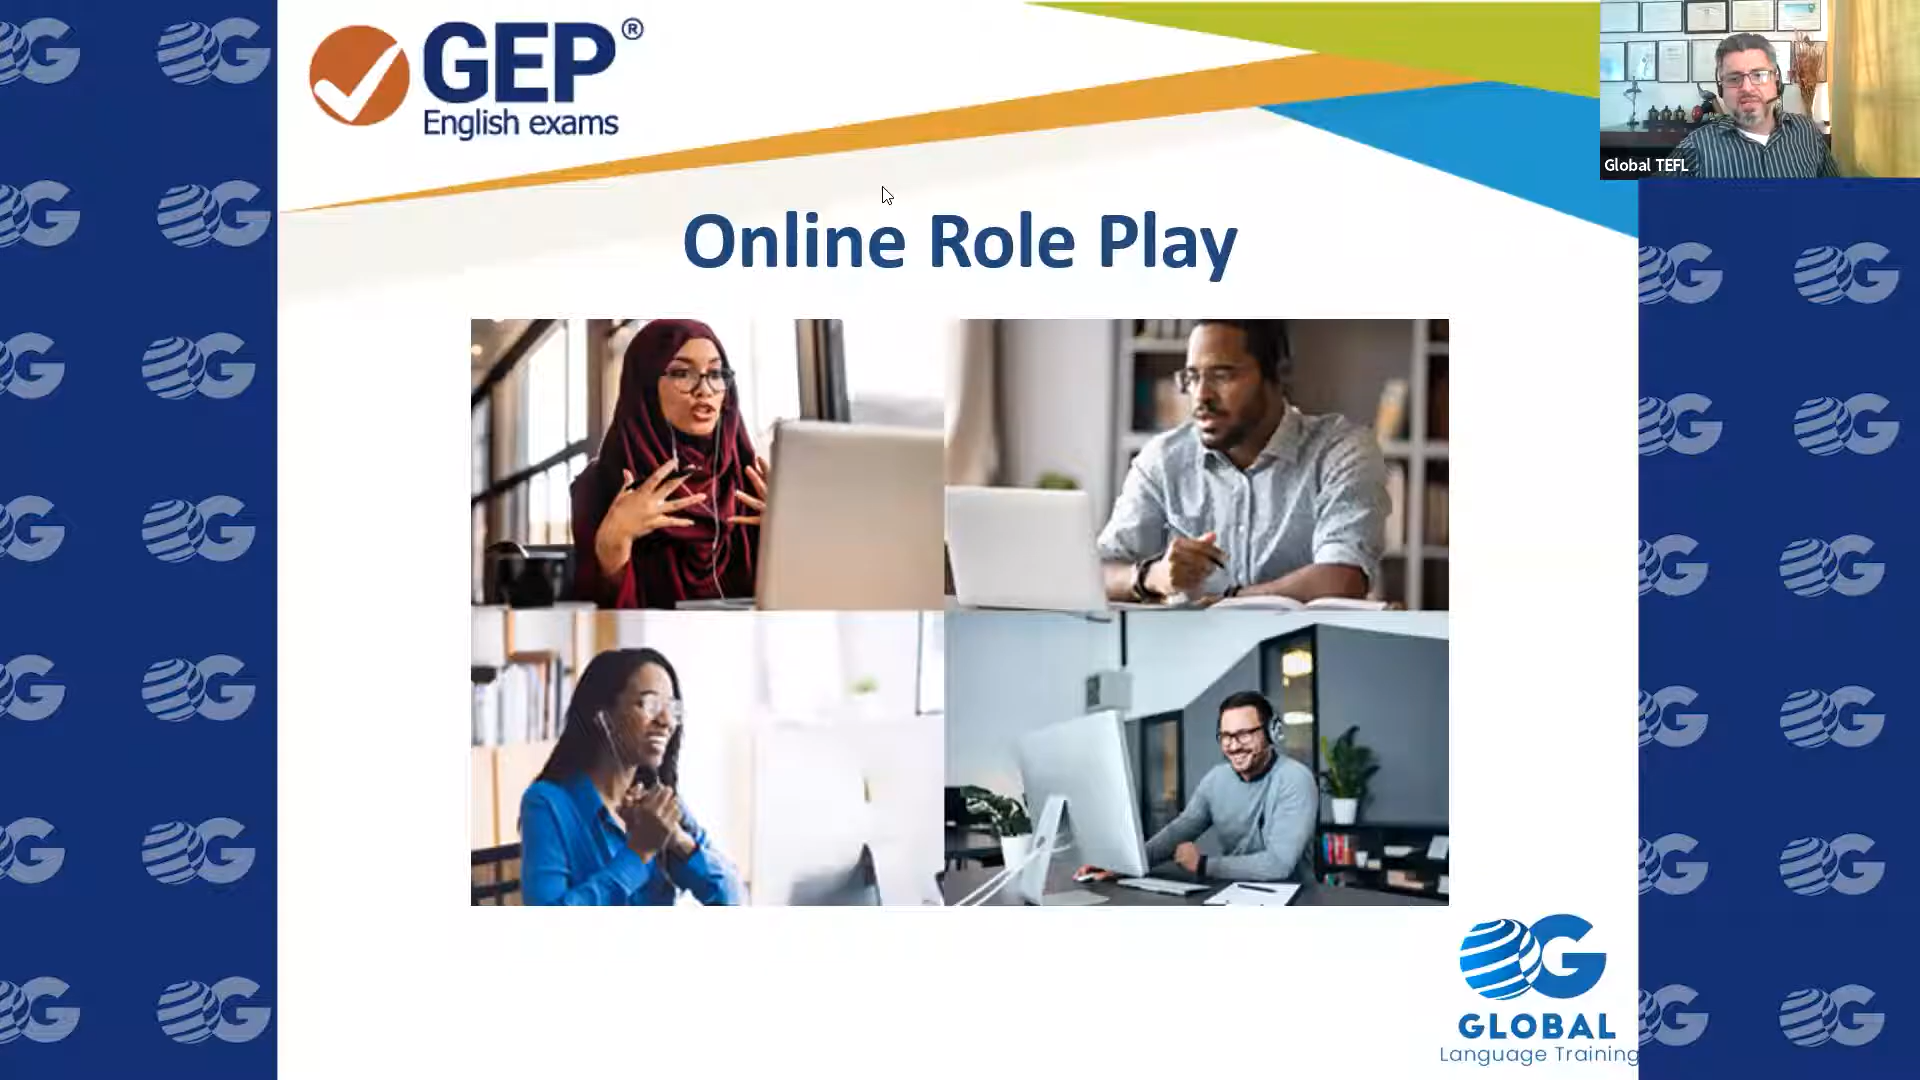 GEP®
English exams
Global TEFL
Online Role Play
GLOBAL
Language Training